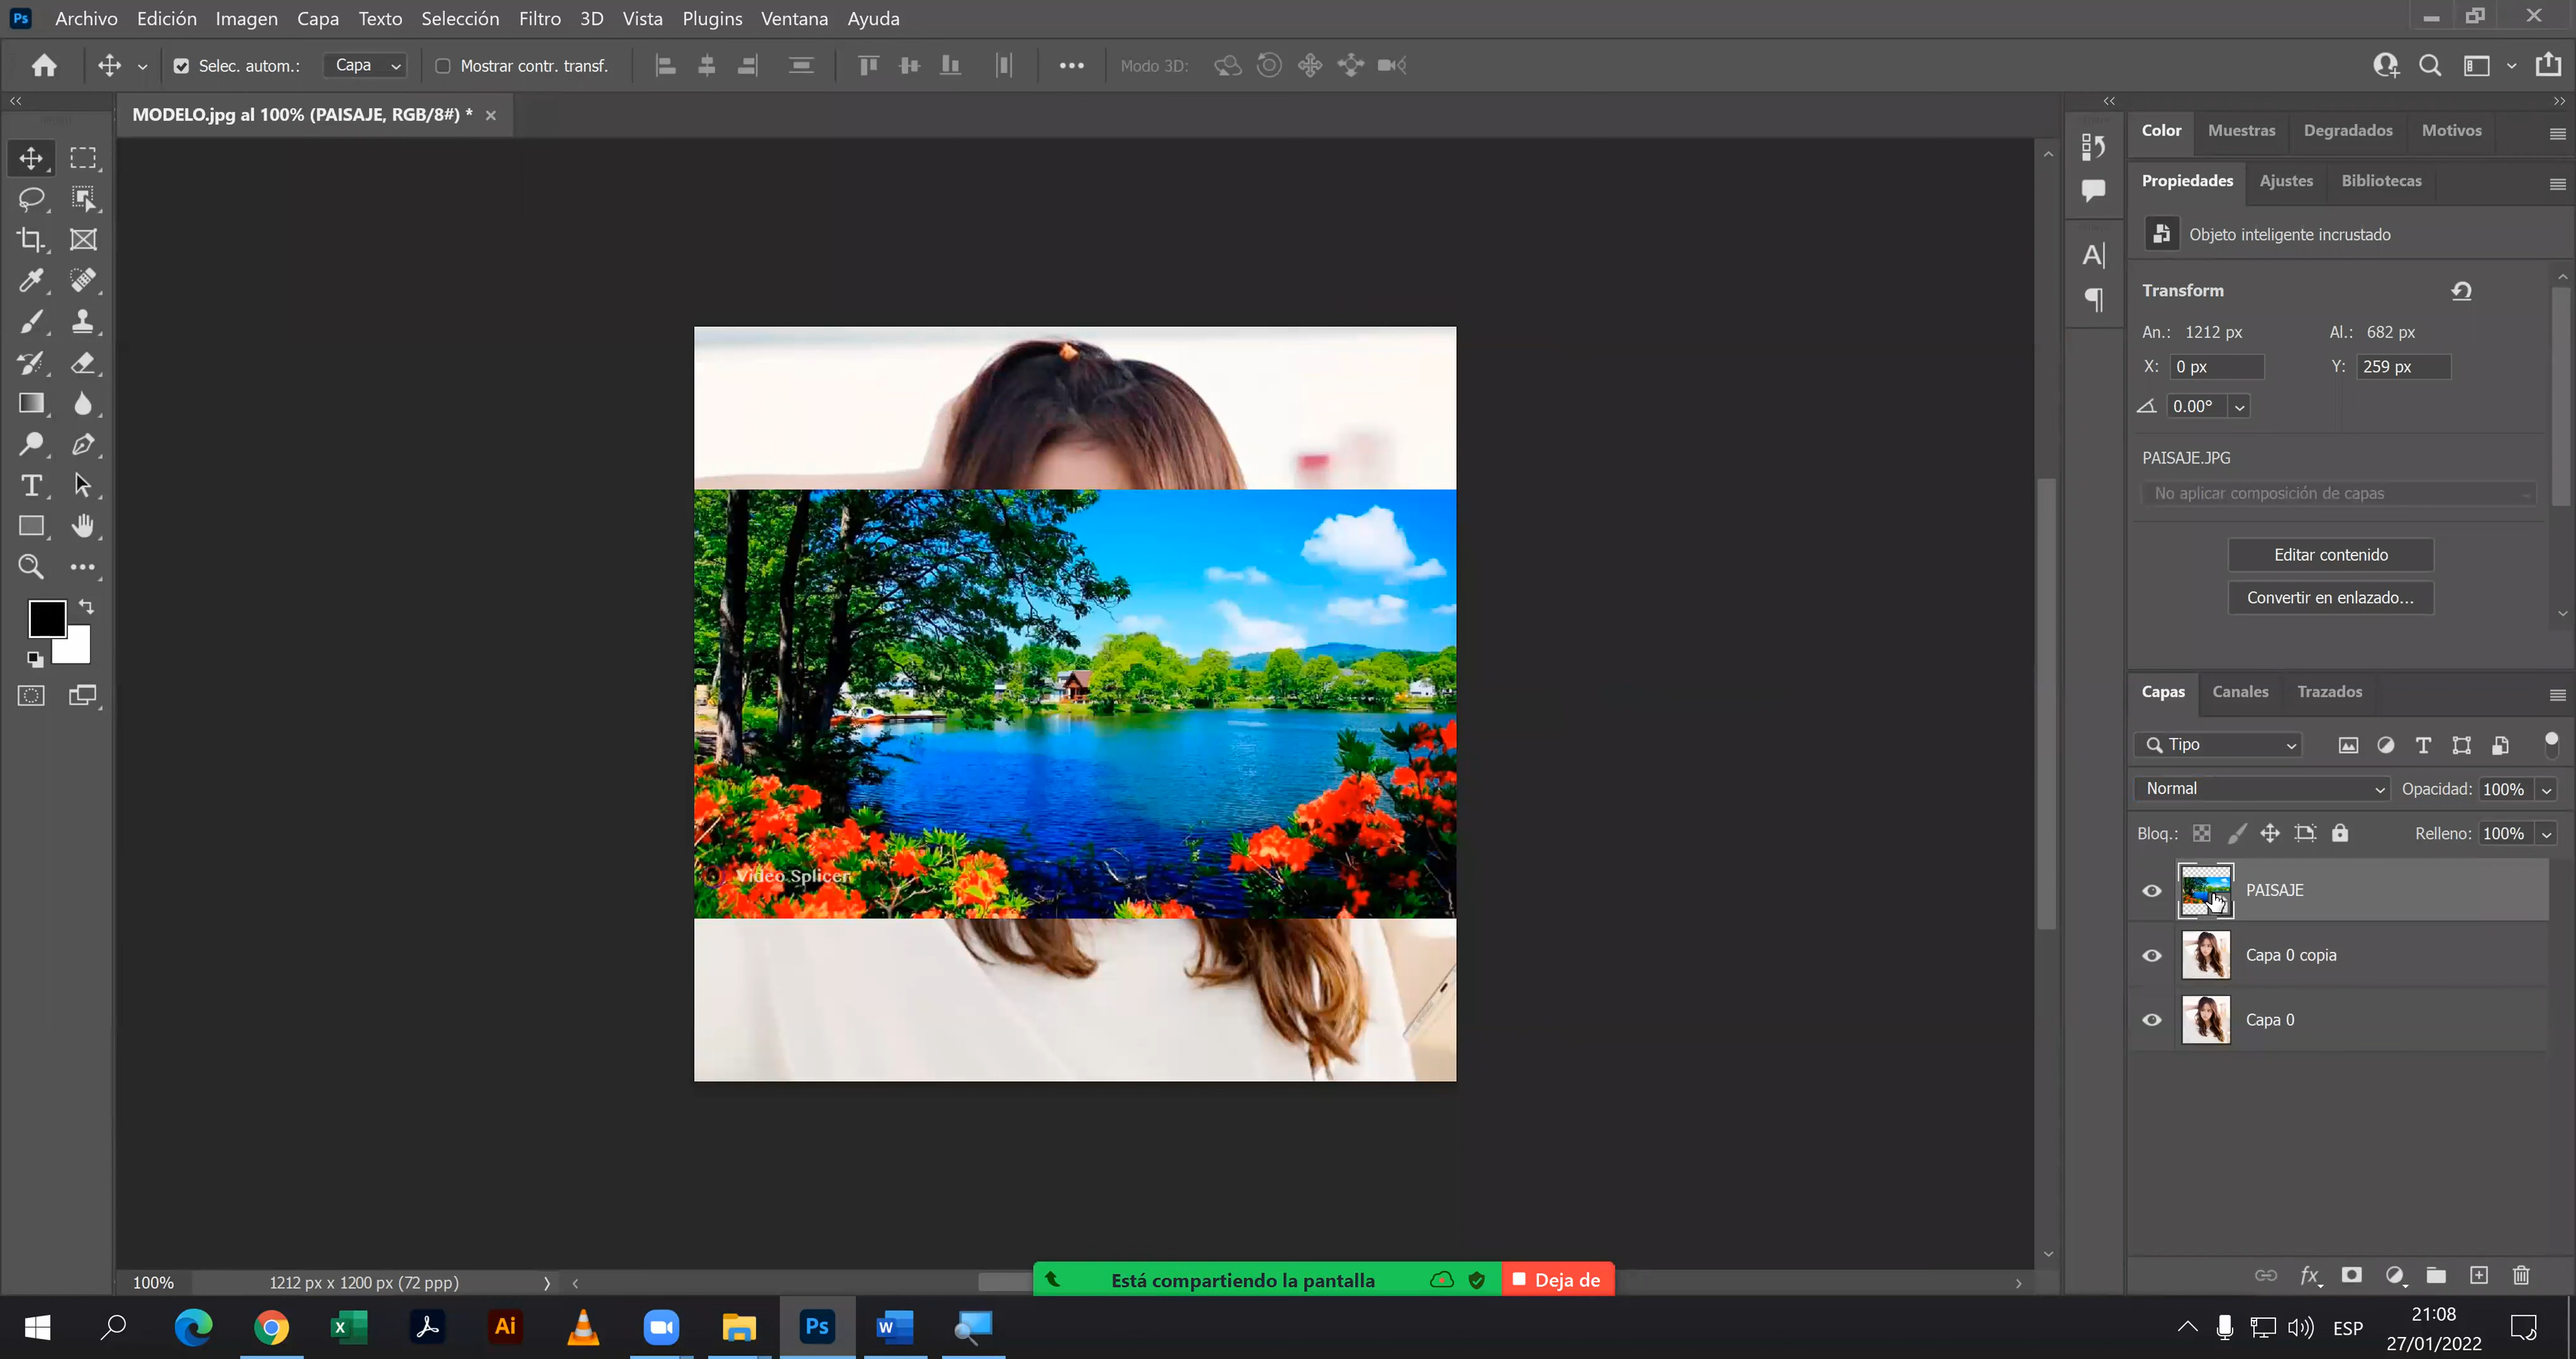 Ps Archivo Edición Imagen Capa Texto Selección Filtro 3D Vista Plugins Ventana Ayuda
Selec. autom.: Capa Mostrar contr. transf. Modo 3D:
MODELO.jpg al 100% (PAISAJE, RGB/8#) *
Color Muestras Degradados Motivos
Propiedades Ajustes Bibliotecas
Objeto inteligente incrustado
Transform
An.: 1212 px Al.: 682 px
X: 0 px Y: 259 px
0.00°
PAISAJE.JPG
No aplicar composición de capas
Editar contenido
Convertir en enlazado...
Capas Canales Trazados
Tipo
Normal Opacidad: 100%
Bloq.: Relleno: 100%
PAISAJE
Capa 0 copia
Capa 0
Video Splicer
100% 1212 px x 1200 px (72 ppp)
Está compartiendo la pantalla Deja de
Ai Ps W
ESP
21:08
27/01/2022